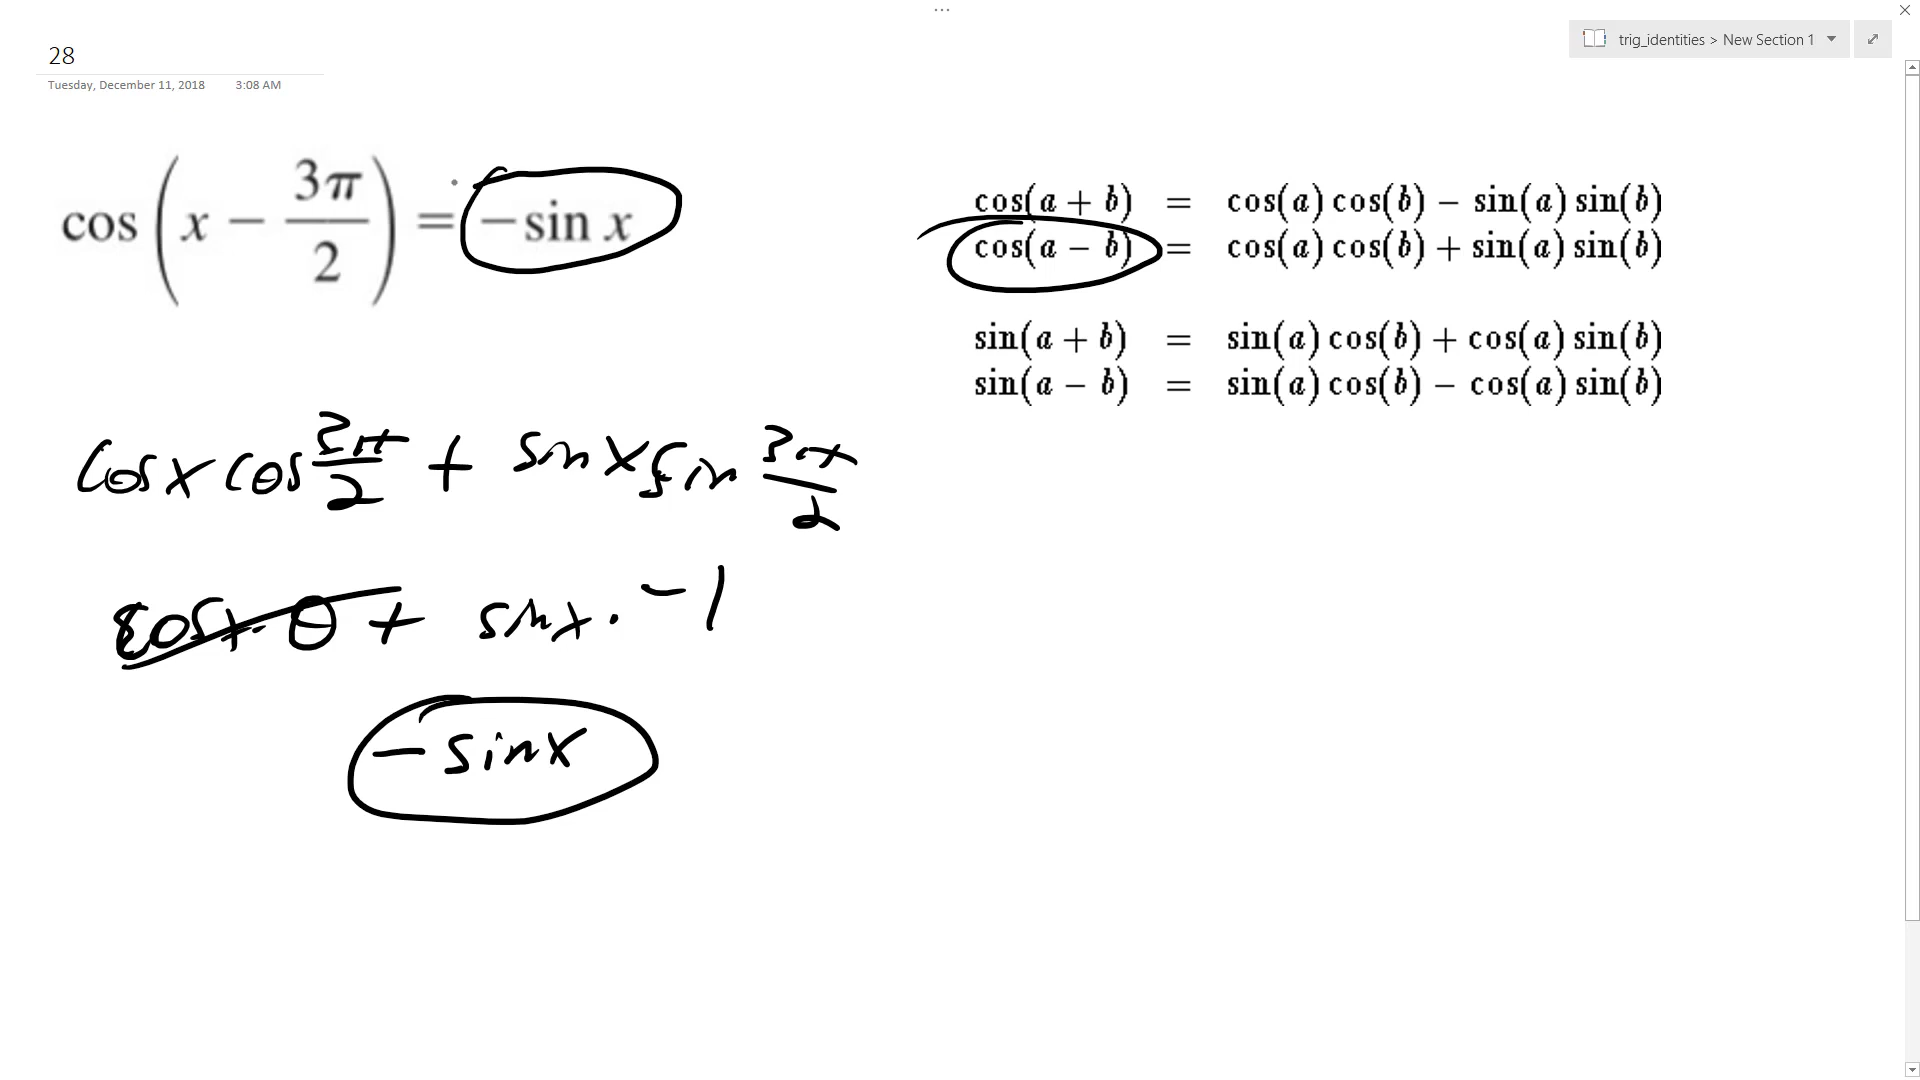 ...
trig_identities > New Section 1
28
Tuesday, December 11, 2018 3:08 AM
cos(x − 3π/2) = −sin x
cos(a + b) = cos(a) cos(b) − sin(a) sin(b)
cos(a − b) = cos(a) cos(b) + sin(a) sin(b)
sin(a + b) = sin(a) cos(b) + cos(a) sin(b)
sin(a − b) = sin(a) cos(b) − cos(a) sin(b)
cos x cos 3π/2 + sin x sin 3π/2
cos x · 0 + sin x · −1
− sin x